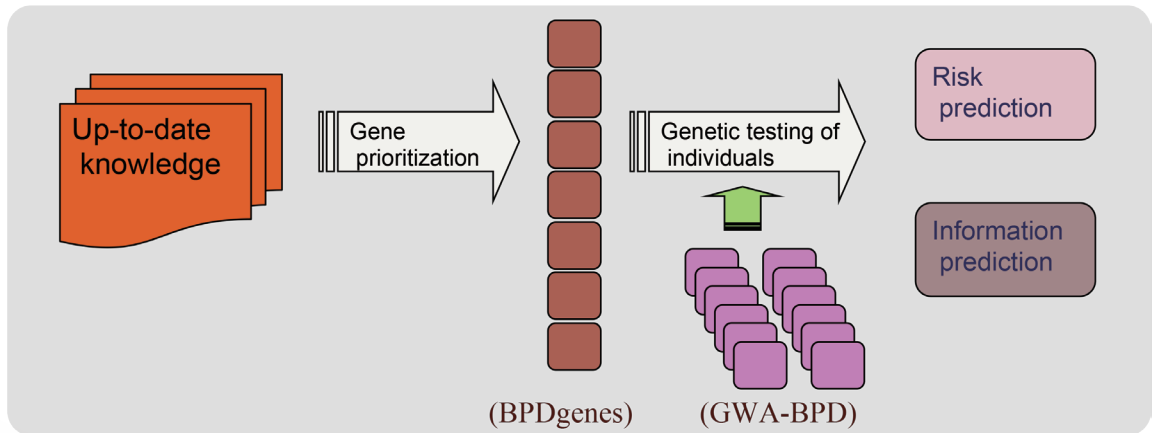 Up-to-date
knowledge
Gene
prioritization
Genetic testing of
individuals
Risk
prediction
Information
prediction
(BPDgenes)
(GWA-BPD)